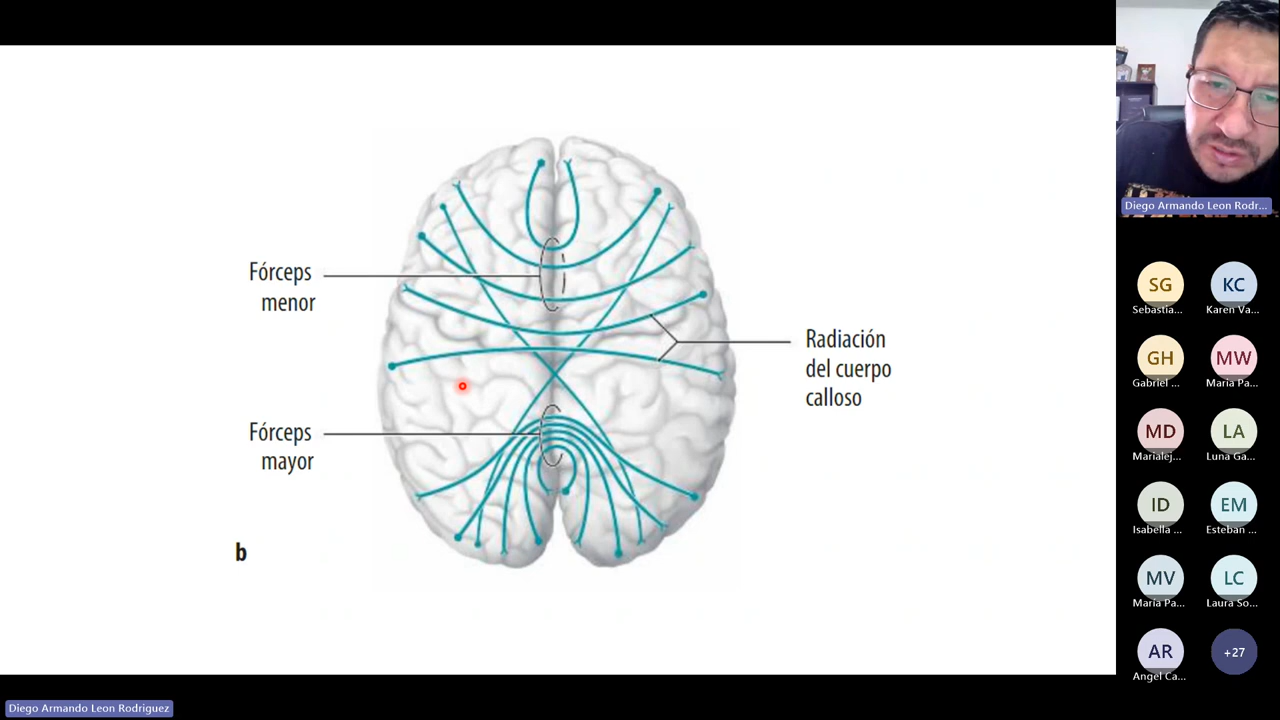 Fórceps
menor
Radiación
del cuerpo
calloso
Fórceps
mayor
b
Diego Armando Leon Rodr...
SG
KC
Sebastia...
Karen Va...
GH
MW
Gabriel ...
Maria Pa...
MD
LA
Marialej...
Luna Ga...
ID
EM
Isabella ...
Esteban ...
MV
LC
Maria Pa...
Laura So...
AR
+27
Angel Ca...
Diego Armando Leon Rodriguez